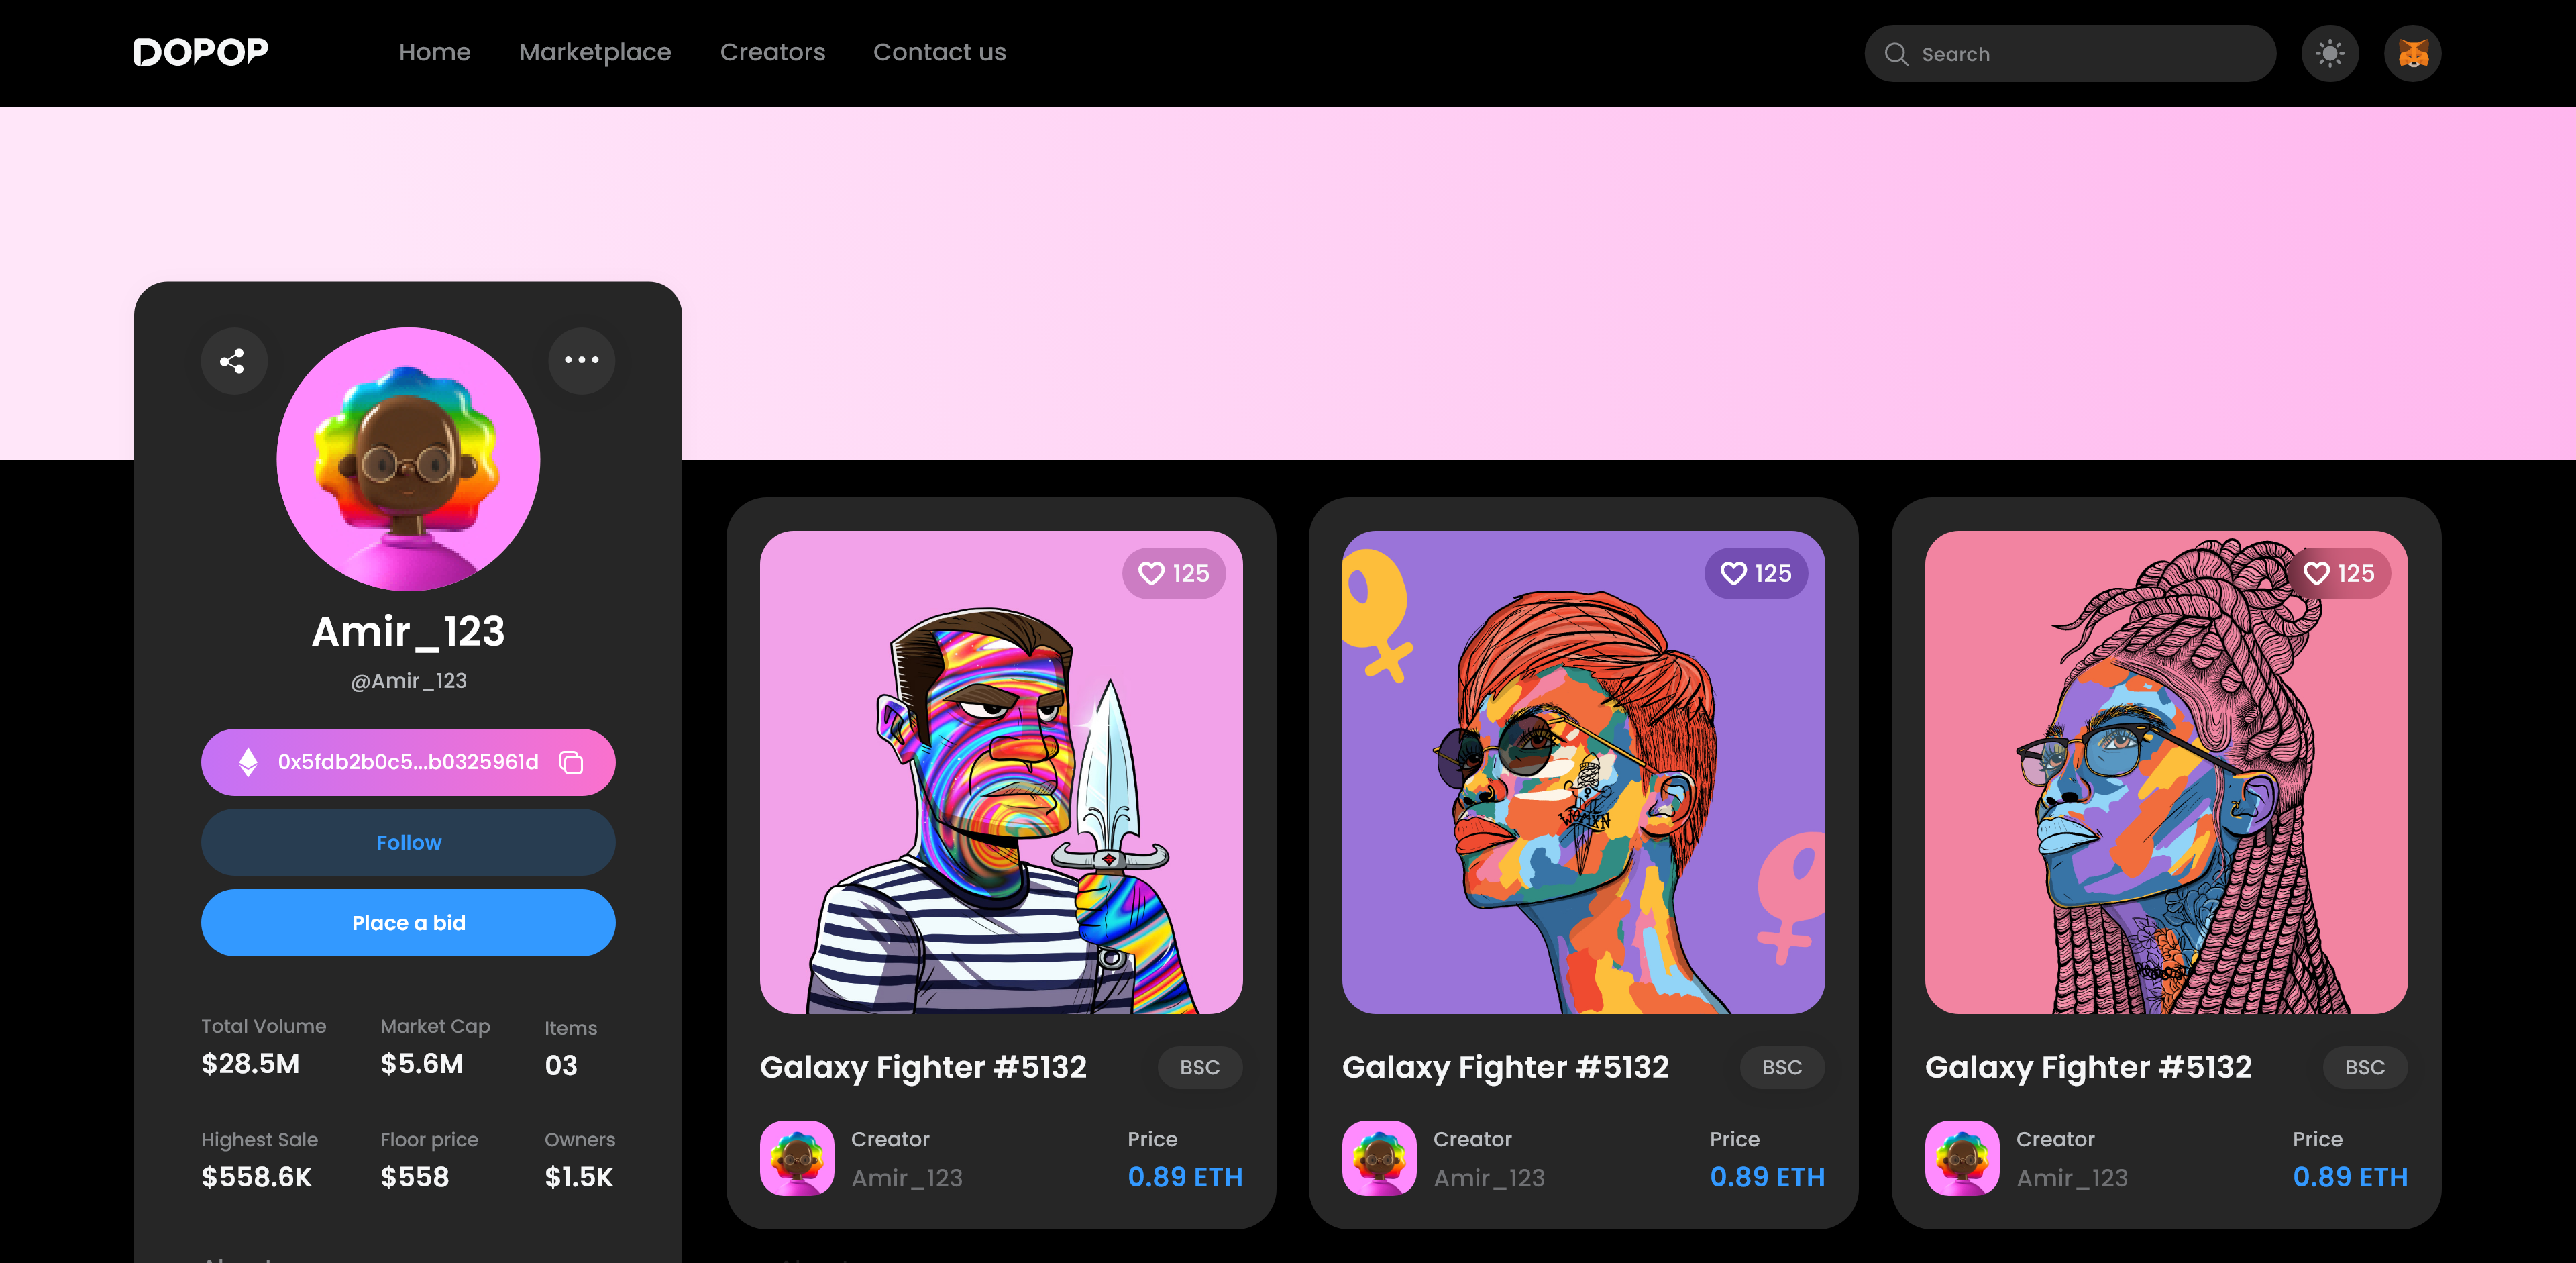 DOPOP
Home Marketplace Creators Contact us
Search
Amir_123
@Amir_123
0x5fdb2b0c5...b0325961d
Follow
Place a bid
Total Volume Market Cap Items
$28.5M $5.6M 03
Highest Sale Floor price Owners
$558.6K $558 $1.5K
125
WOMXN
125
125
Galaxy Fighter #5132 BSC
Creator Price
Amir_123 0.89 ETH
Galaxy Fighter #5132 BSC
Creator Price
Amir_123 0.89 ETH
Galaxy Fighter #5132 BSC
Creator Price
Amir_123 0.89 ETH